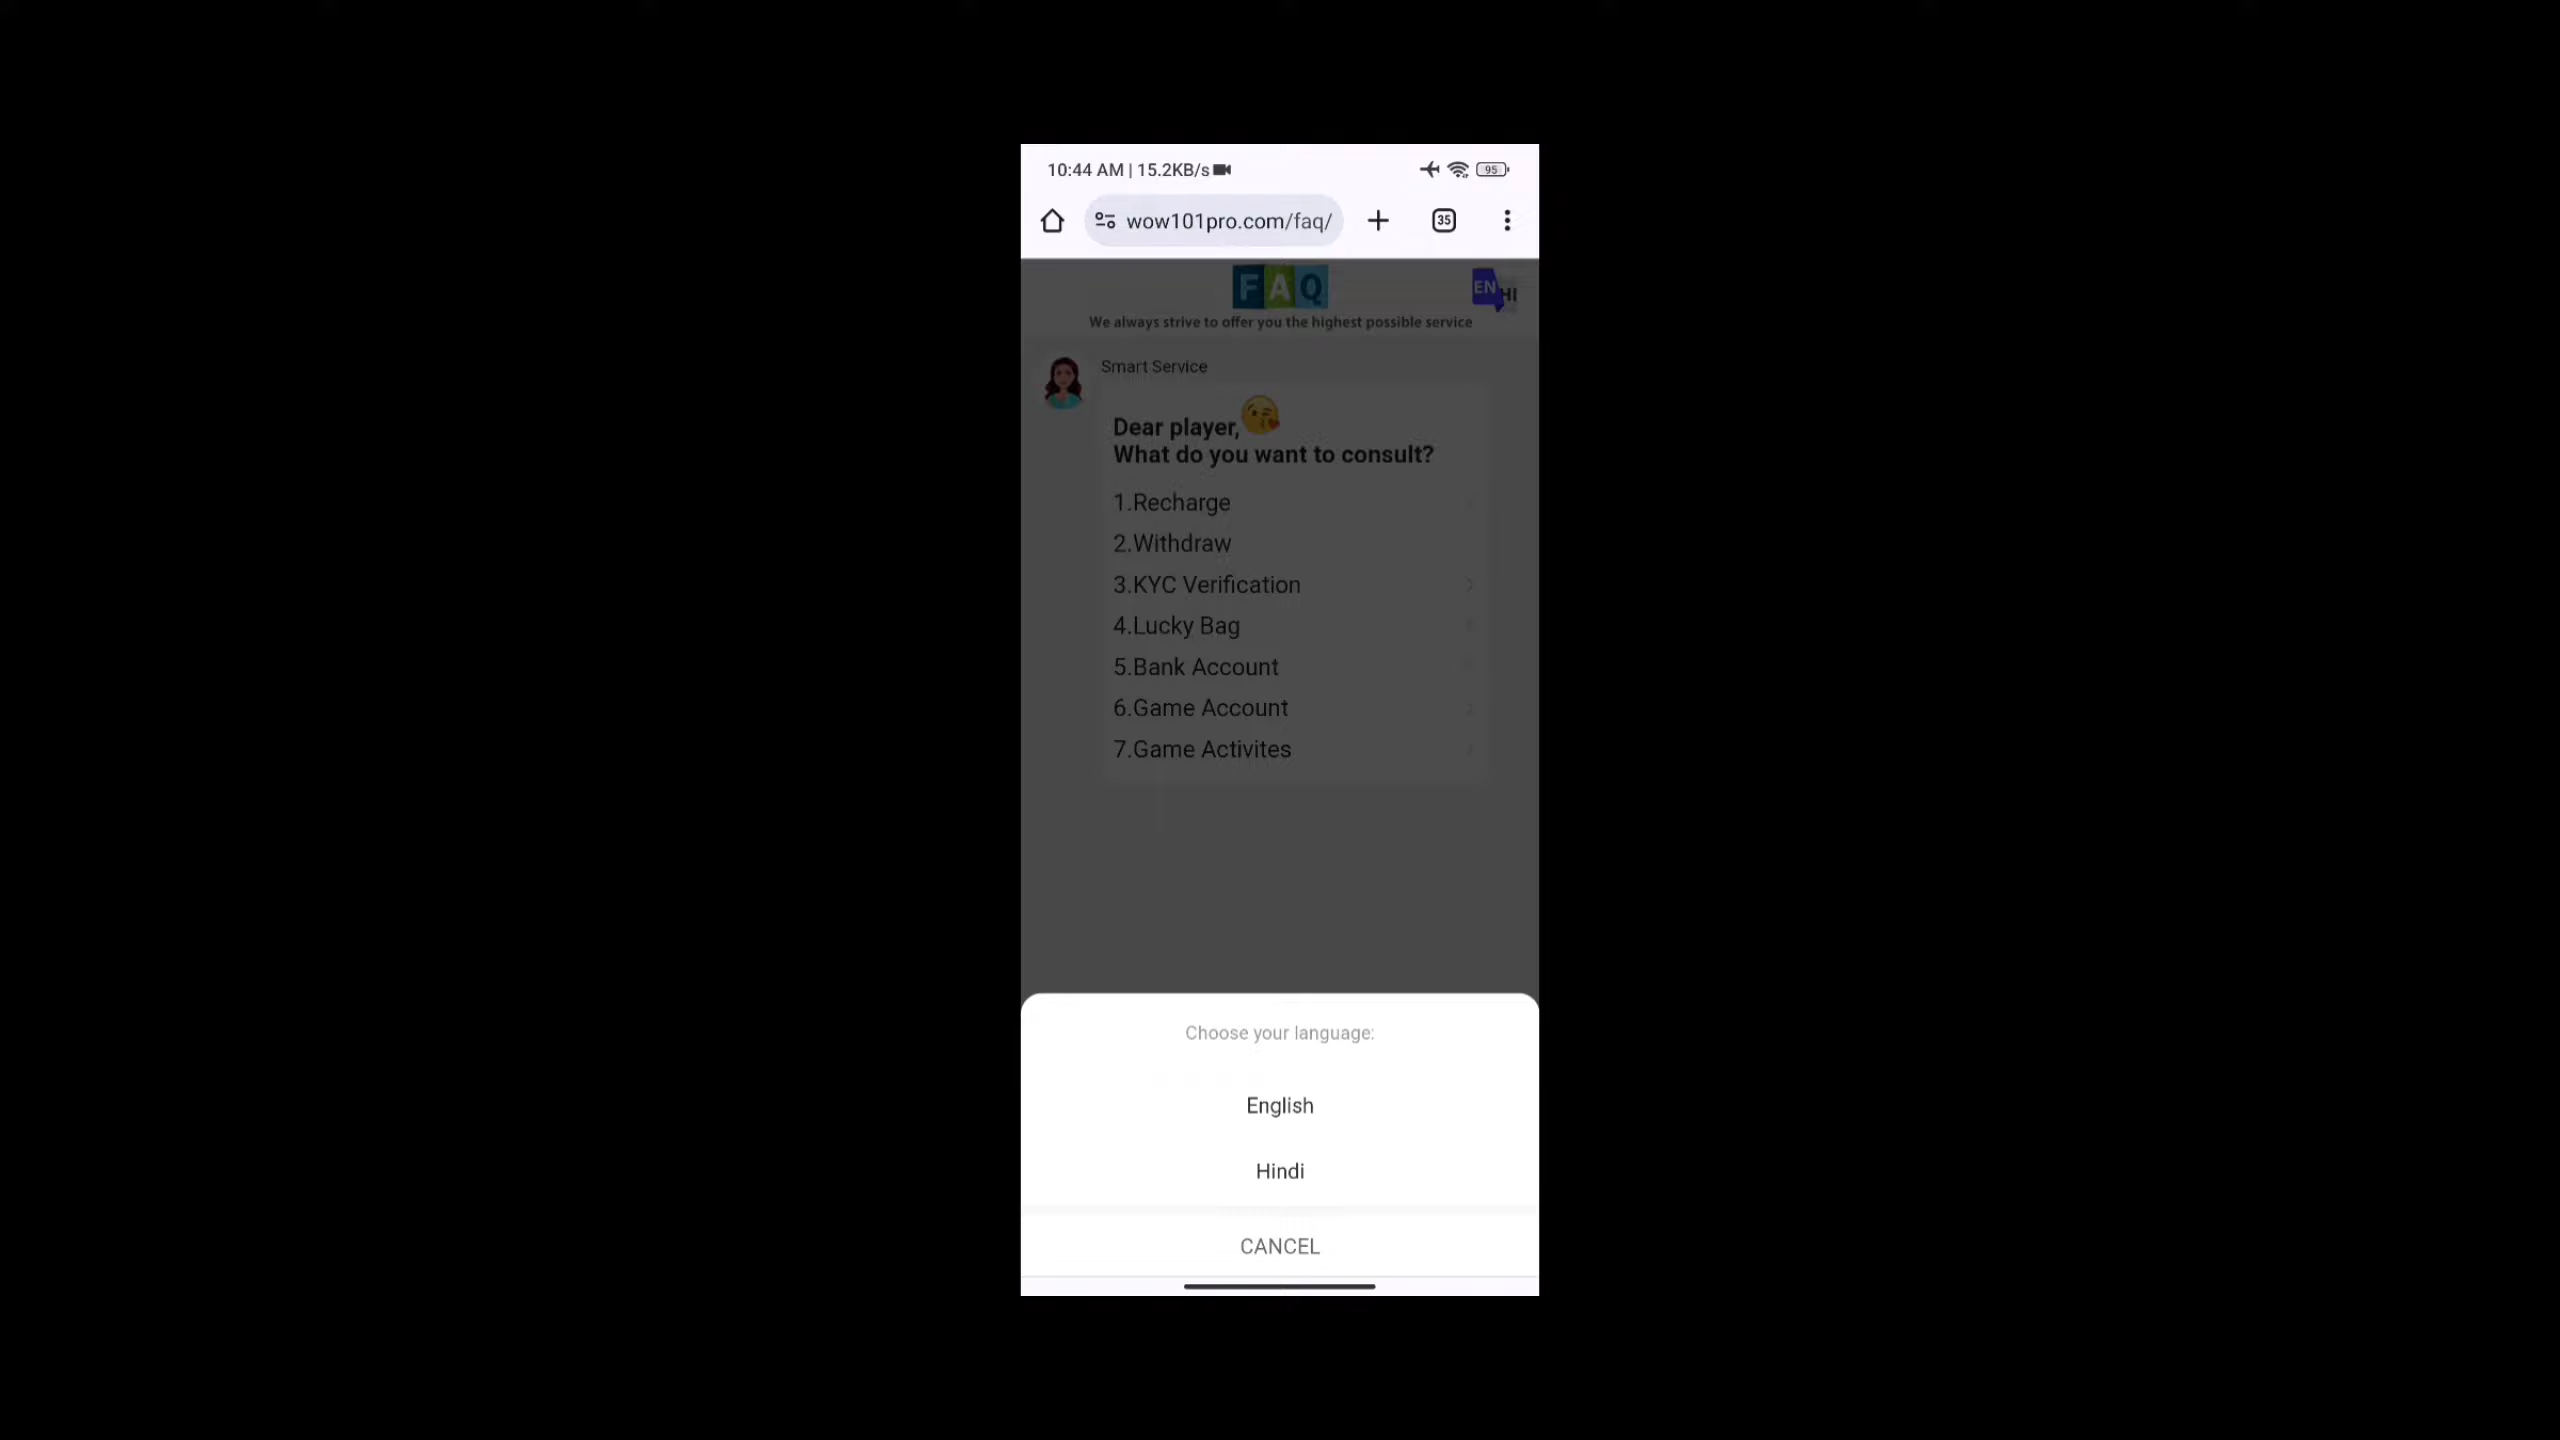 10:44 AM | 15.2KB/s 95
wow101pro.com/faq/ 35
FAQ
EN HI
We always strive to offer you the highest possible service
Smart Service
Dear player,
What do you want to consult?
1.Recharge
2.Withdraw
3.KYC Verification
4.Lucky Bag
5.Bank Account
6.Game Account
7.Game Activites
Choose your language:
English
Hindi
CANCEL